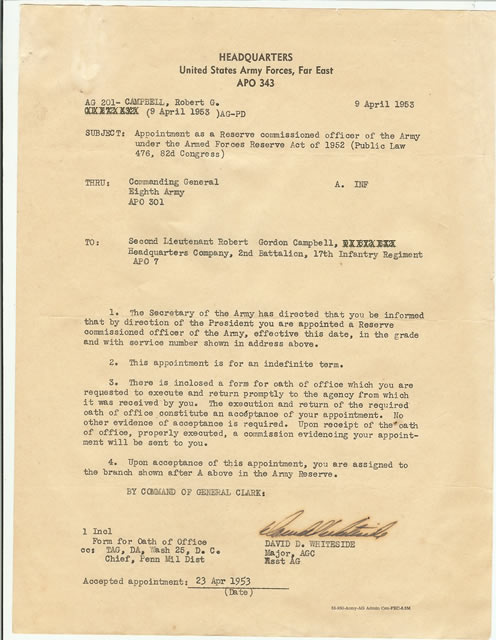 HEADQUARTERS
United States Army Forces, Far East
APO 343
AG 201- CAMPBELL, Robert G. 9 April 1953
(9 April 1953 )AG-PD
SUBJECT: Appointment as a Reserve commissioned officer of the Army
under the Armed Forces Reserve Act of 1952 (Public Law
476, 82d Congress)
THRU: Commanding General A. INF
Eighth Army
APO 301
TO: Second Lieutenant Robert Gordon Campbell,
Headquarters Company, 2nd Battalion, 17th Infantry Regiment
APO 7
1. The Secretary of the Army has directed that you be informed
that by direction of the President you are appointed a Reserve
commissioned officer of the Army, effective this date, in the grade
and with service number shown in address above.
2. This appointment is for an indefinite term.
3. There is inclosed a form for oath of office which you are
requested to execute and return promptly to the agency from which
it was received by you. The execution and return of the required
oath of office constitute an acceptance of your appointment. No
other evidence of acceptance is required. Upon receipt of the oath
of office, properly executed, a commission evidencing your appoint-
ment will be sent to you.
4. Upon acceptance of this appointment, you are assigned to
the branch shown after A above in the Army Reserve.
BY COMMAND OF GENERAL CLARK:
David D Whiteside
1 Incl
Form for Oath of Office DAVID D. WHITESIDE
cc: TAG, DA, Wash 25, D. C. Major, AGC
Chief, Penn Mil Dist Asst AG
Accepted appointment: 23 Apr 1953
(Date)